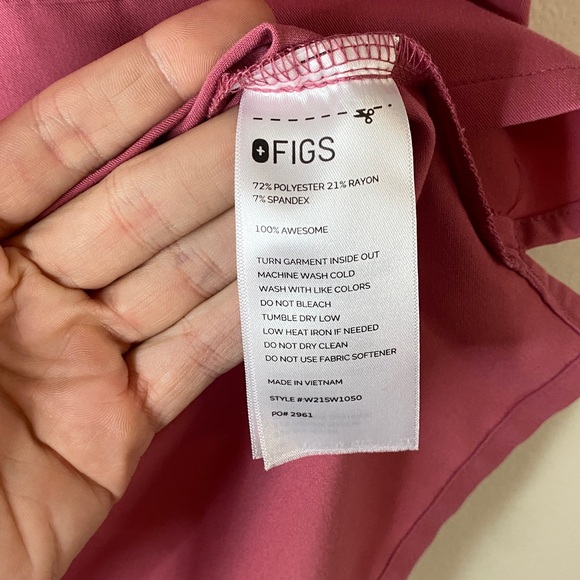 FIGS
72% POLYESTER 21% RAYON
7% SPANDEX
100% AWESOME
TURN GARMENT INSIDE OUT
MACHINE WASH COLD
WASH WITH LIKE COLORS
DO NOT BLEACH
TUMBLE DRY LOW
LOW HEAT IRON IF NEEDED
DO NOT DRY CLEAN
DO NOT USE FABRIC SOFTENER
MADE IN VIETNAM
STYLE #:W21SW1050
PO# 2961